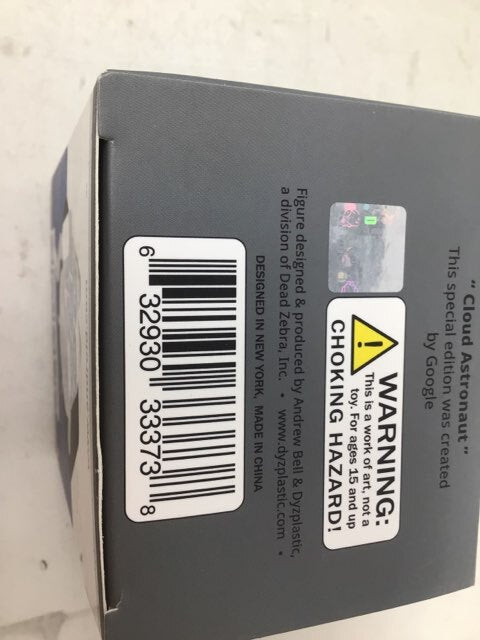 " Cloud Astronaut "
This special edition was created
by Google
WARNING:
This is a work of art, not a
toy. For ages 15 and up
CHOKING HAZARD!
Figure designed & produced by Andrew Bell & Dyzplastic,
a division of Dead Zebra, Inc. • www.dyzplastic.com •
DESIGNED IN NEW YORK, MADE IN CHINA
6 32930 33373 8